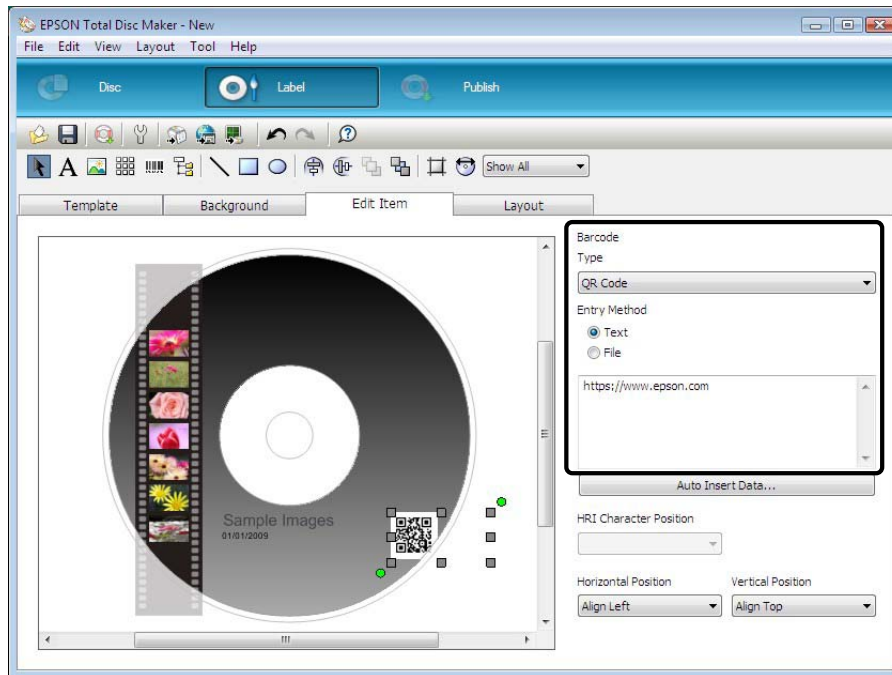 EPSON Total Disc Maker - New
File Edit View Layout Tool Help
Disc Label Publish
A Show All
Template Background Edit Item Layout
Barcode
Type
QR Code
Entry Method
Text
File
https://www.epson.com
Auto Insert Data...
Sample Images
01/01/2009
HRI Character Position
Horizontal Position Vertical Position
Align Left Align Top